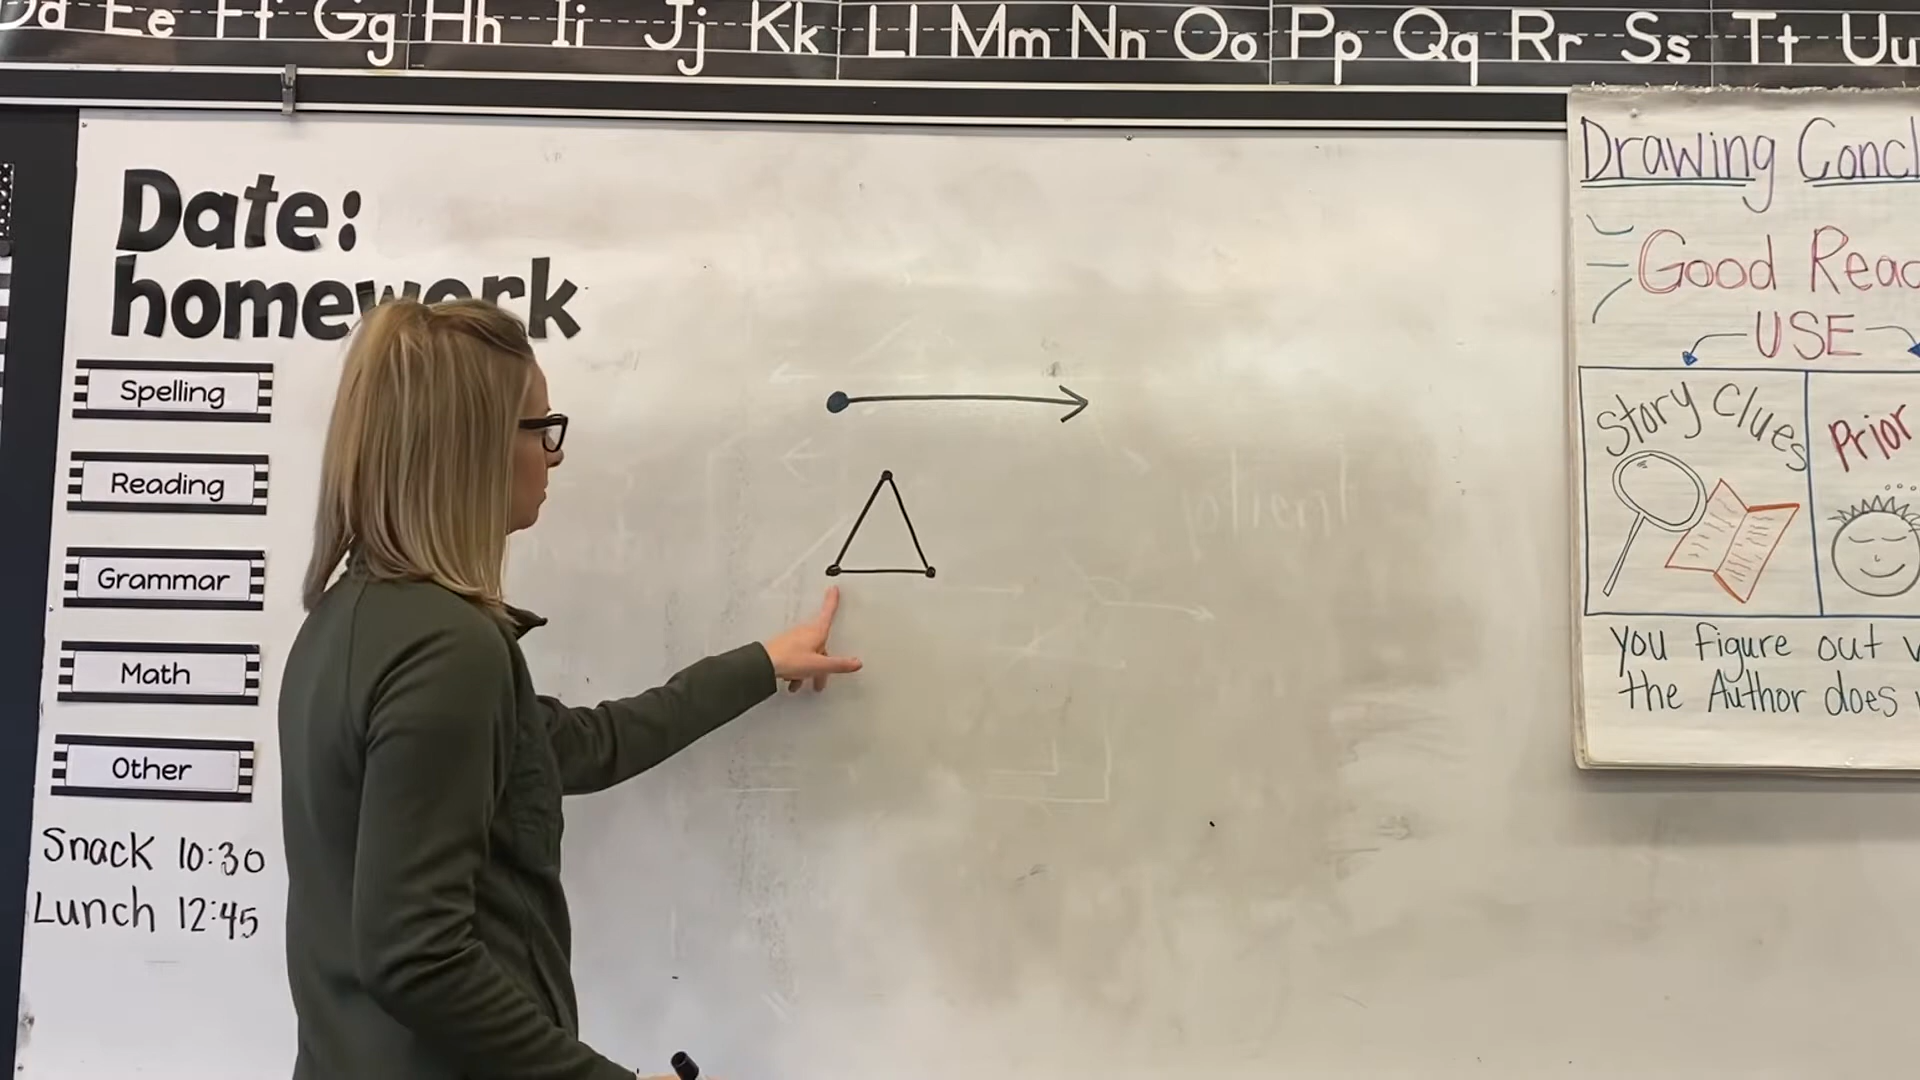 Dd Ee Ff Gg Hh Ii Jj Kk Ll Mm Nn Oo Pp Qq Rr Ss Tt Uu
Date:
homework
Spelling
Reading
Grammar
Math
Other
Snack 10:30
Lunch 12:45
Drawing Concl
Good Read
USE
Story Clues
Prior
you figure out
the Author does